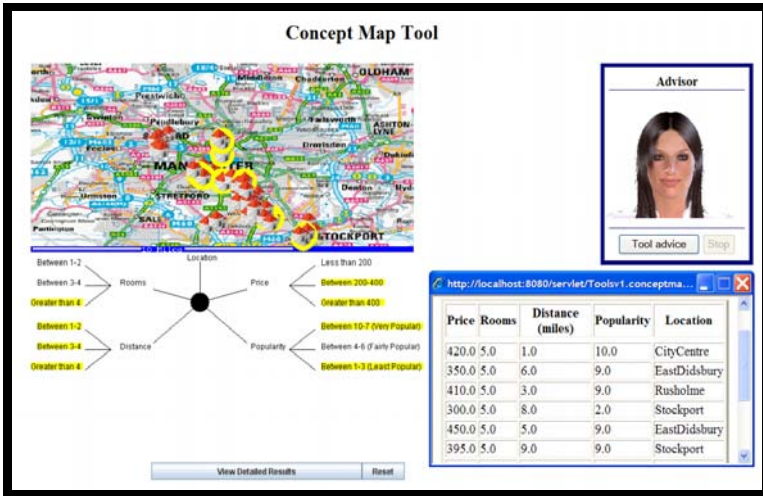 Concept Map Tool
OLDHAM
Middleton
Chadderton
Prestwich
Swinton
Pendlebury
Failsworth
ASHTON
LYNE
Eccles
Droylsden
Denton
Urmston
STRETFORD
SALE
STOCKPORT
Partington
Advisor
Tool advice
Stop
Location
Between 1-2
Between 3-4
Greater than 4
Rooms
Price
Less than 200
Between 200-400
Greater than 400
Between 1-2
Between 3-4
Greater than 4
Distance
Popularity
Between 10-7 (Very Popular)
Between 4-6 (Fairly Popular)
Between 1-3 (Least Popular)
View Detailed Results
Reset
http://localhost:8080/servlet/Toolsv1.conceptma...
Price Rooms Distance (miles) Popularity Location
420.0 5.0 1.0 10.0 CityCentre
350.0 5.0 6.0 9.0 EastDidsbury
410.0 5.0 3.0 9.0 Rusholme
300.0 5.0 8.0 2.0 Stockport
450.0 5.0 5.0 9.0 EastDidsbury
395.0 5.0 9.0 9.0 Stockport